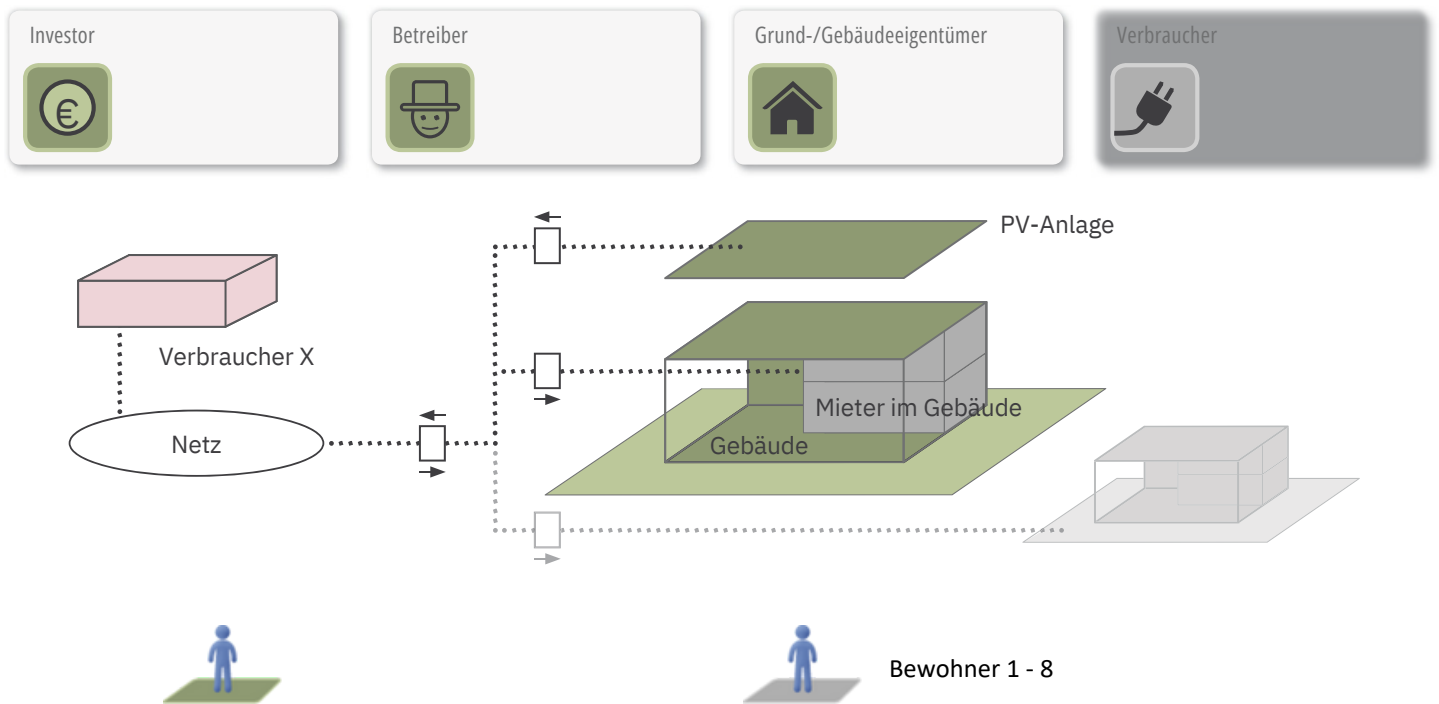 Investor
Betreiber
Grund-/Gebäudeeigentümer
Verbraucher
€
PV-Anlage
Verbraucher X
Mieter im Gebäude
Netz
Gebäude
Bewohner 1 - 8